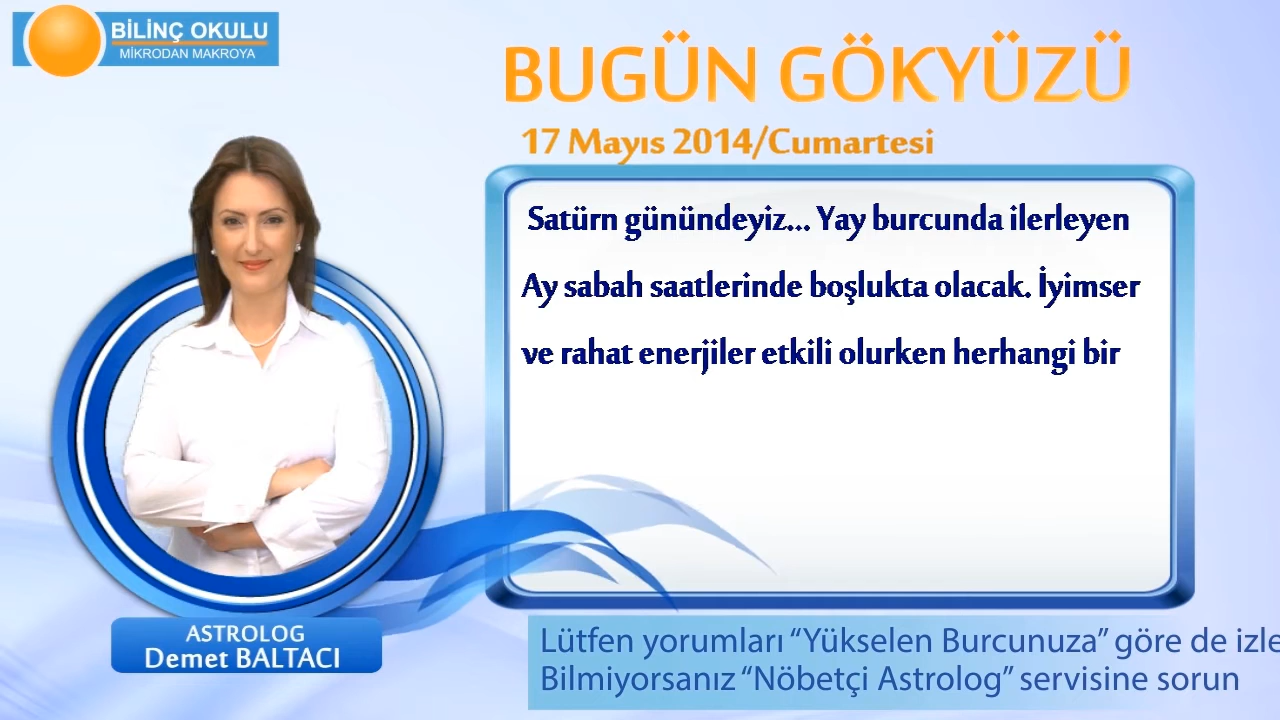 BİLİNÇ OKULU
MİKRODAN MAKROYA
BUGÜN GÖKYÜZÜ
17 Mayıs 2014/Cumartesi
Satürn günündeyiz... Yay burcunda ilerleyen
Ay sabah saatlerinde boşlukta olacak. İyimser
ve rahat enerjiler etkili olurken herhangi bir
ASTROLOG
Demet BALTACI
Lütfen yorumları “Yükselen Burcunuza” göre de izle
Bilmiyorsanız “Nöbetçi Astrolog” servisine sorun